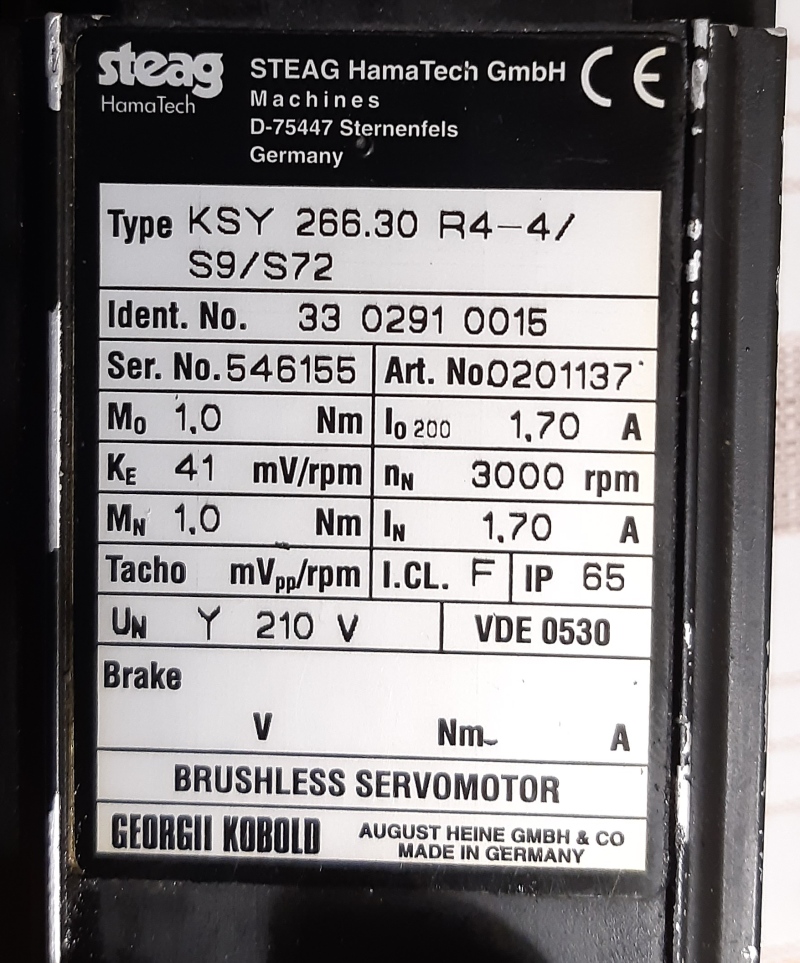 steag
HamaTech
STEAG HamaTech GmbH
Machines
D-75447 Sternenfels
Germany
CE
Type KSY 266.30 R4-4/
S9/S72
Ident. No. 33 0291 0015
Ser. No. 546155 Art. No 0201137
M0 1,0 Nm I0 200 1,70 A
KE 41 mV/rpm nN 3000 rpm
MN 1,0 Nm IN 1,70 A
Tacho mVpp/rpm I.CL. F IP 65
UN Y 210 V VDE 0530
Brake
V Nm A
BRUSHLESS SERVOMOTOR
GEORGII KOBOLD AUGUST HEINE GMBH & CO
MADE IN GERMANY